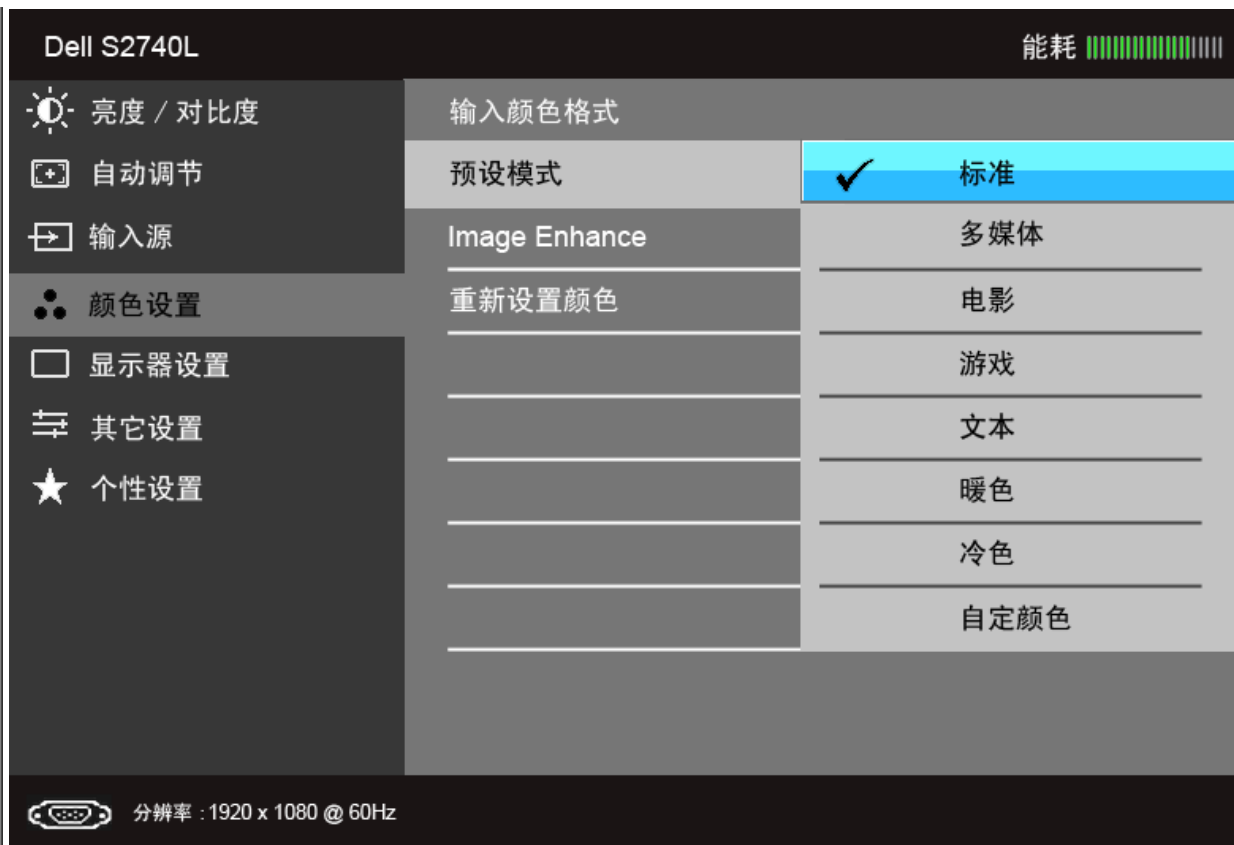 Dell S2740L
能耗
亮度 / 对比度
自动调节
输入源
颜色设置
显示器设置
其它设置
个性设置
输入颜色格式
预设模式
Image Enhance
重新设置颜色
标准
多媒体
电影
游戏
文本
暖色
冷色
自定颜色
分辨率 : 1920 x 1080 @ 60Hz